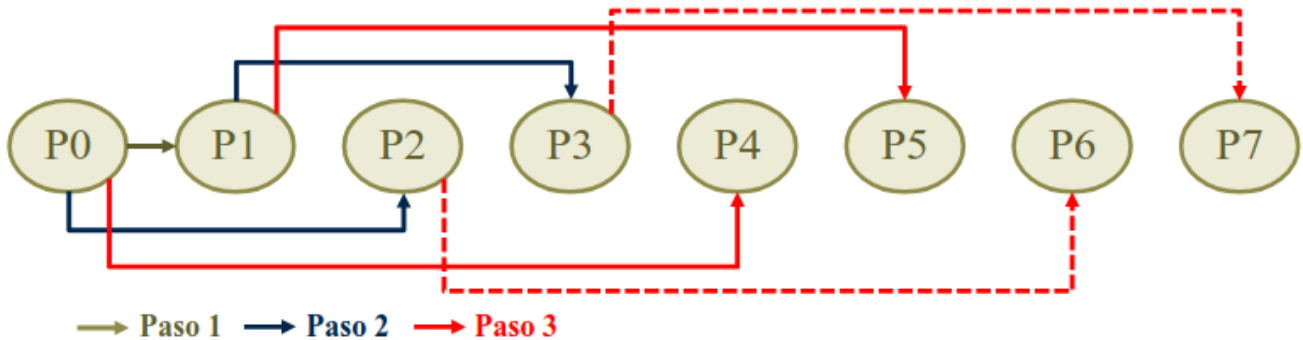 P0 P1 P2 P3 P4 P5 P6 P7
Paso 1 Paso 2 Paso 3